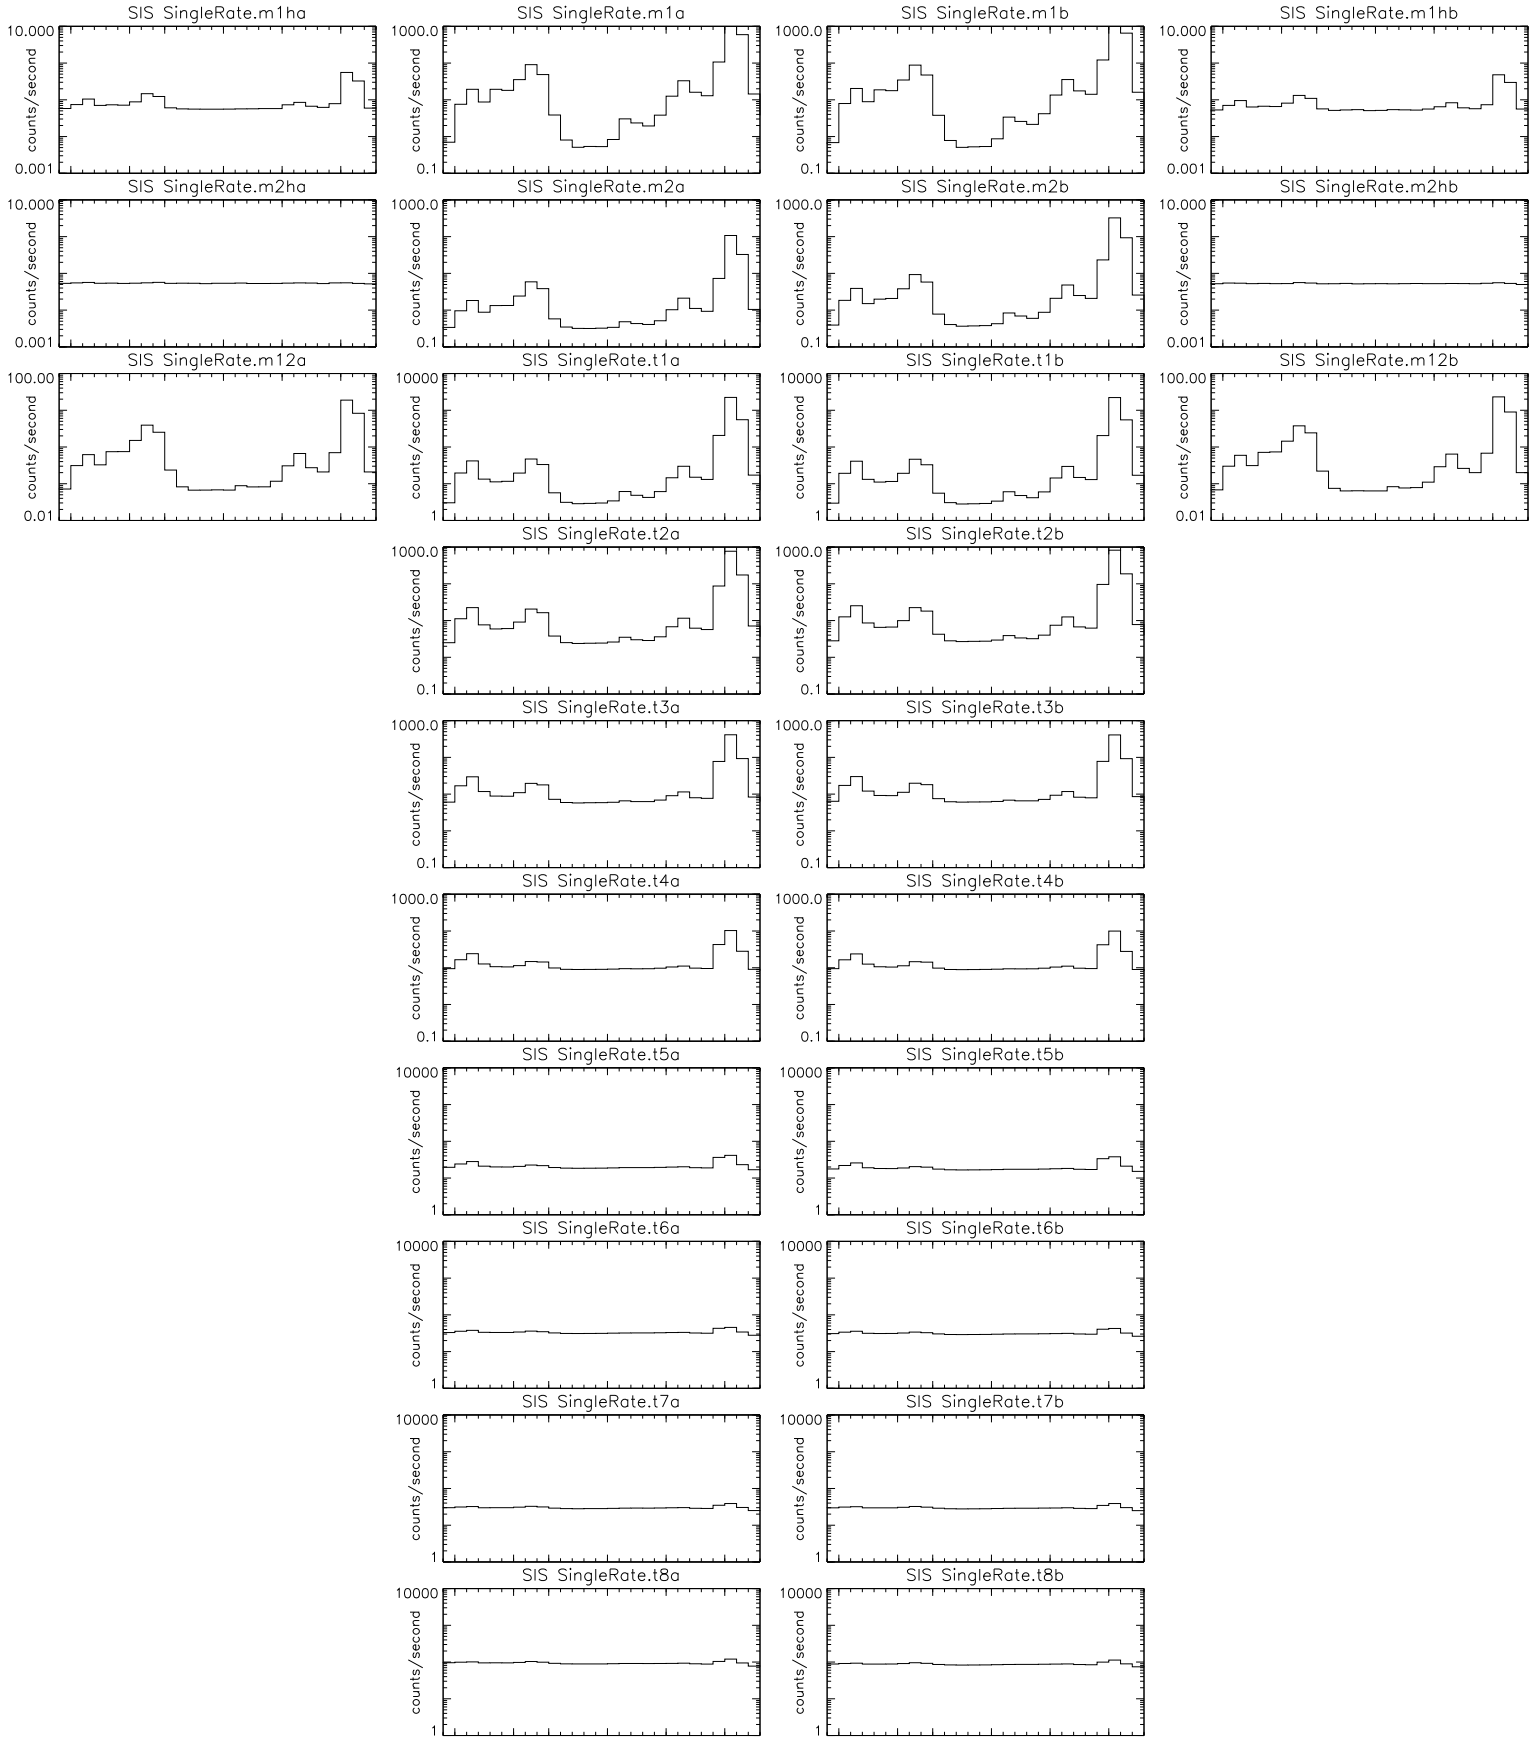 SIS SingleRate.m1ha
SIS SingleRate.m1a
SIS SingleRate.m1b
SIS SingleRate.m1hb
10.000
counts/second
0.001
1000.0
counts/second
0.1
1000.0
counts/second
0.1
10.000
counts/second
0.001
SIS SingleRate.m2ha
SIS SingleRate.m2a
SIS SingleRate.m2b
SIS SingleRate.m2hb
10.000
counts/second
0.001
1000.0
counts/second
0.1
1000.0
counts/second
0.1
10.000
counts/second
0.001
SIS SingleRate.m12a
SIS SingleRate.t1a
SIS SingleRate.t1b
SIS SingleRate.m12b
100.00
counts/second
0.01
10000
counts/second
1
10000
counts/second
1
100.00
counts/second
0.01
SIS SingleRate.t2a
SIS SingleRate.t2b
1000.0
counts/second
0.1
1000.0
counts/second
0.1
SIS SingleRate.t3a
SIS SingleRate.t3b
1000.0
counts/second
0.1
1000.0
counts/second
0.1
SIS SingleRate.t4a
SIS SingleRate.t4b
1000.0
counts/second
0.1
1000.0
counts/second
0.1
SIS SingleRate.t5a
SIS SingleRate.t5b
10000
counts/second
1
10000
counts/second
1
SIS SingleRate.t6a
SIS SingleRate.t6b
10000
counts/second
1
10000
counts/second
1
SIS SingleRate.t7a
SIS SingleRate.t7b
10000
counts/second
1
10000
counts/second
1
SIS SingleRate.t8a
SIS SingleRate.t8b
10000
counts/second
1
10000
counts/second
1